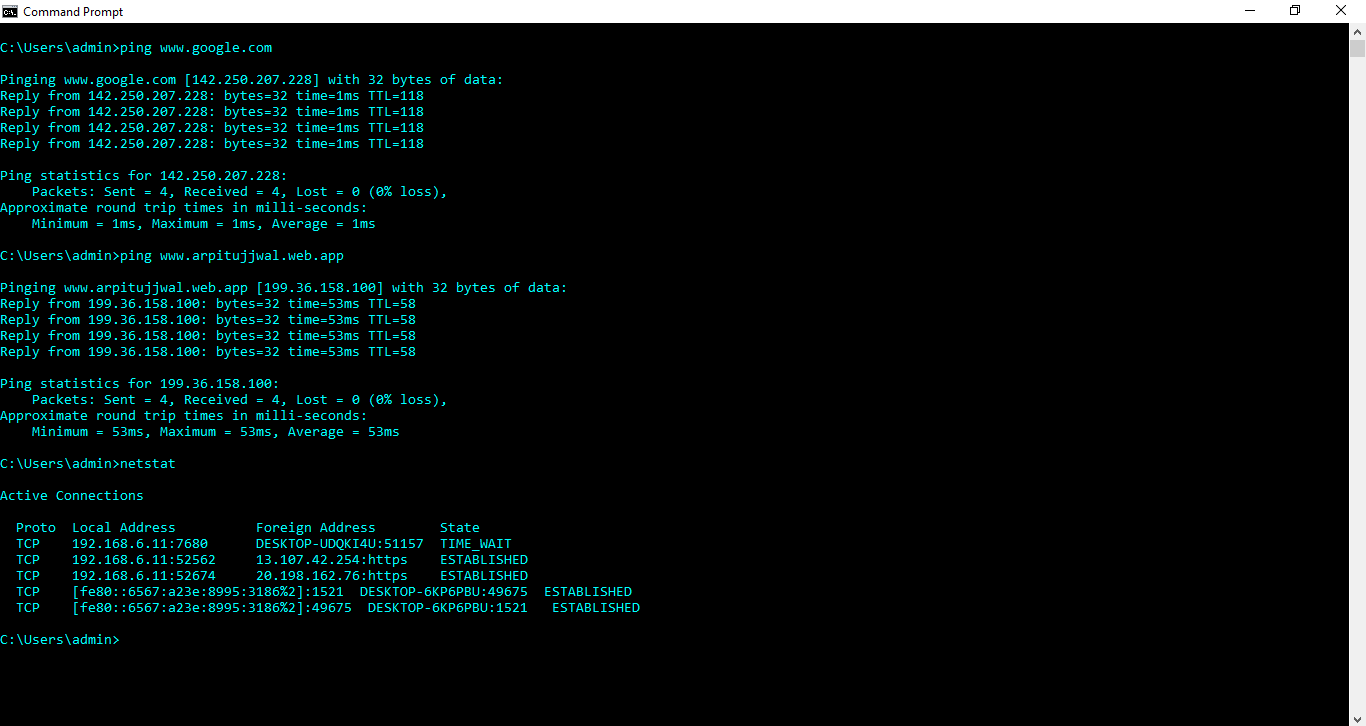 Command Prompt
C:\Users\admin>ping www.google.com
Pinging www.google.com [142.250.207.228] with 32 bytes of data:
Reply from 142.250.207.228: bytes=32 time=1ms TTL=118
Reply from 142.250.207.228: bytes=32 time=1ms TTL=118
Reply from 142.250.207.228: bytes=32 time=1ms TTL=118
Reply from 142.250.207.228: bytes=32 time=1ms TTL=118
Ping statistics for 142.250.207.228:
    Packets: Sent = 4, Received = 4, Lost = 0 (0% loss),
Approximate round trip times in milli-seconds:
    Minimum = 1ms, Maximum = 1ms, Average = 1ms
C:\Users\admin>ping www.arpitujjwal.web.app
Pinging www.arpitujjwal.web.app [199.36.158.100] with 32 bytes of data:
Reply from 199.36.158.100: bytes=32 time=53ms TTL=58
Reply from 199.36.158.100: bytes=32 time=53ms TTL=58
Reply from 199.36.158.100: bytes=32 time=53ms TTL=58
Reply from 199.36.158.100: bytes=32 time=53ms TTL=58
Ping statistics for 199.36.158.100:
    Packets: Sent = 4, Received = 4, Lost = 0 (0% loss),
Approximate round trip times in milli-seconds:
    Minimum = 53ms, Maximum = 53ms, Average = 53ms
C:\Users\admin>netstat
Active Connections
  Proto  Local Address          Foreign Address        State
  TCP    192.168.6.11:7680      DESKTOP-UDQKI4U:51157  TIME_WAIT
  TCP    192.168.6.11:52562     13.107.42.254:https    ESTABLISHED
  TCP    192.168.6.11:52674     20.198.162.76:https    ESTABLISHED
  TCP    [fe80::6567:a23e:8995:3186%2]:1521  DESKTOP-6KP6PBU:49675  ESTABLISHED
  TCP    [fe80::6567:a23e:8995:3186%2]:49675  DESKTOP-6KP6PBU:1521   ESTABLISHED
C:\Users\admin>